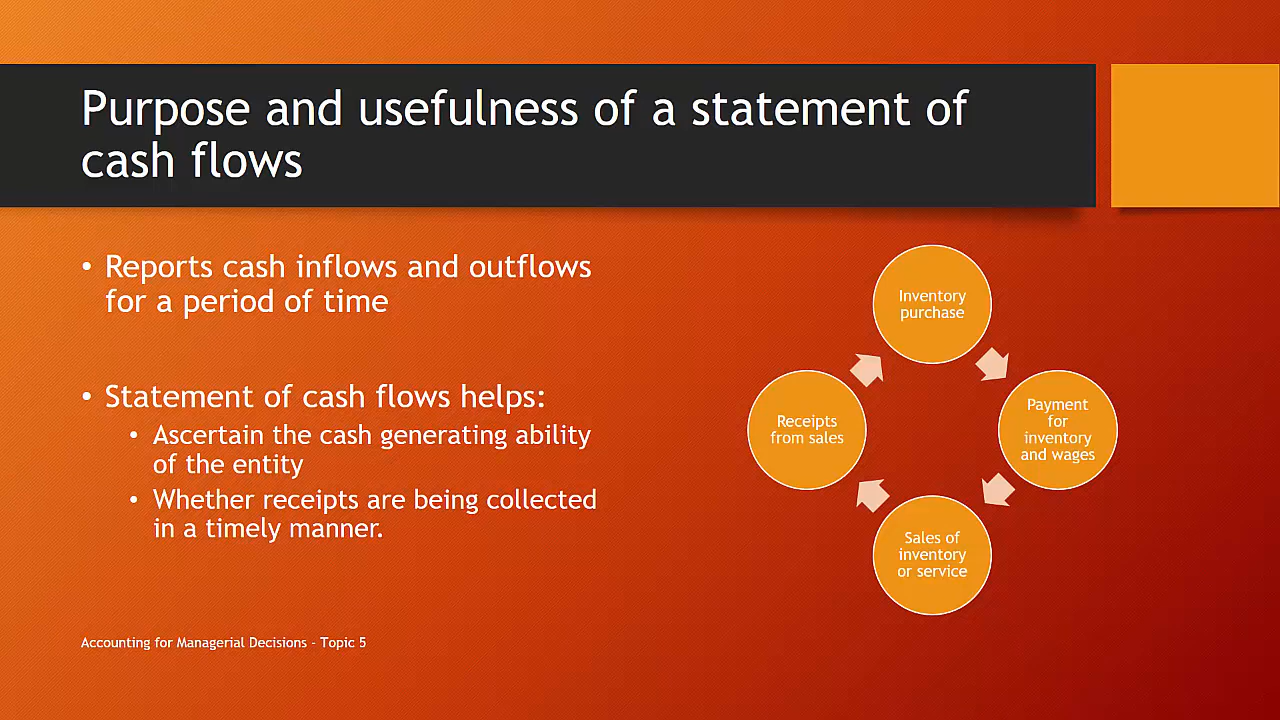 Purpose and usefulness of a statement of
cash flows
• Reports cash inflows and outflows
for a period of time
• Statement of cash flows helps:
• Ascertain the cash generating ability
of the entity
• Whether receipts are being collected
in a timely manner.
Inventory
purchase
Payment
for
inventory
and wages
Sales of
inventory
or service
Receipts
from sales
Accounting for Managerial Decisions - Topic 5